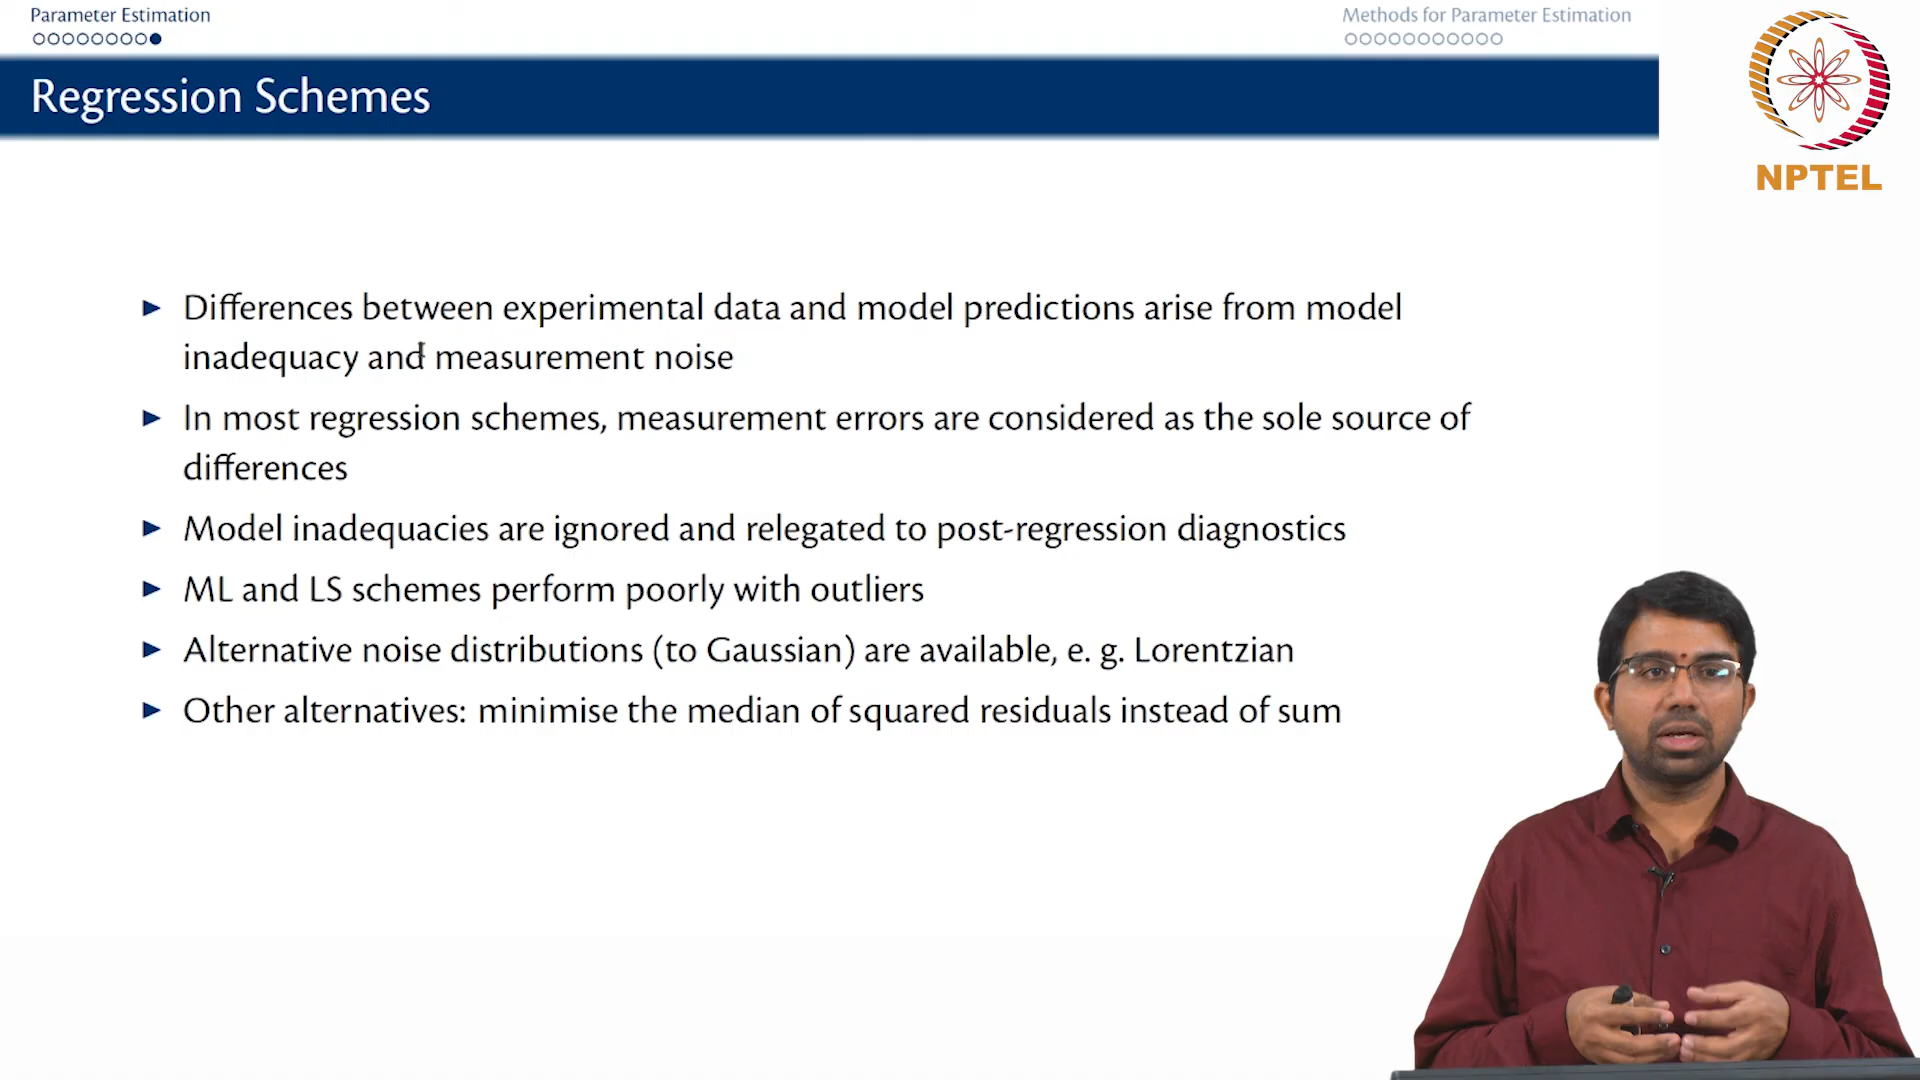 Parameter Estimation
Methods for Parameter Estimation
Regression Schemes
NPTEL
Differences between experimental data and model predictions arise from model
inadequacy and measurement noise
In most regression schemes, measurement errors are considered as the sole source of
differences
Model inadequacies are ignored and relegated to post-regression diagnostics
ML and LS schemes perform poorly with outliers
Alternative noise distributions (to Gaussian) are available, e. g. Lorentzian
Other alternatives: minimise the median of squared residuals instead of sum